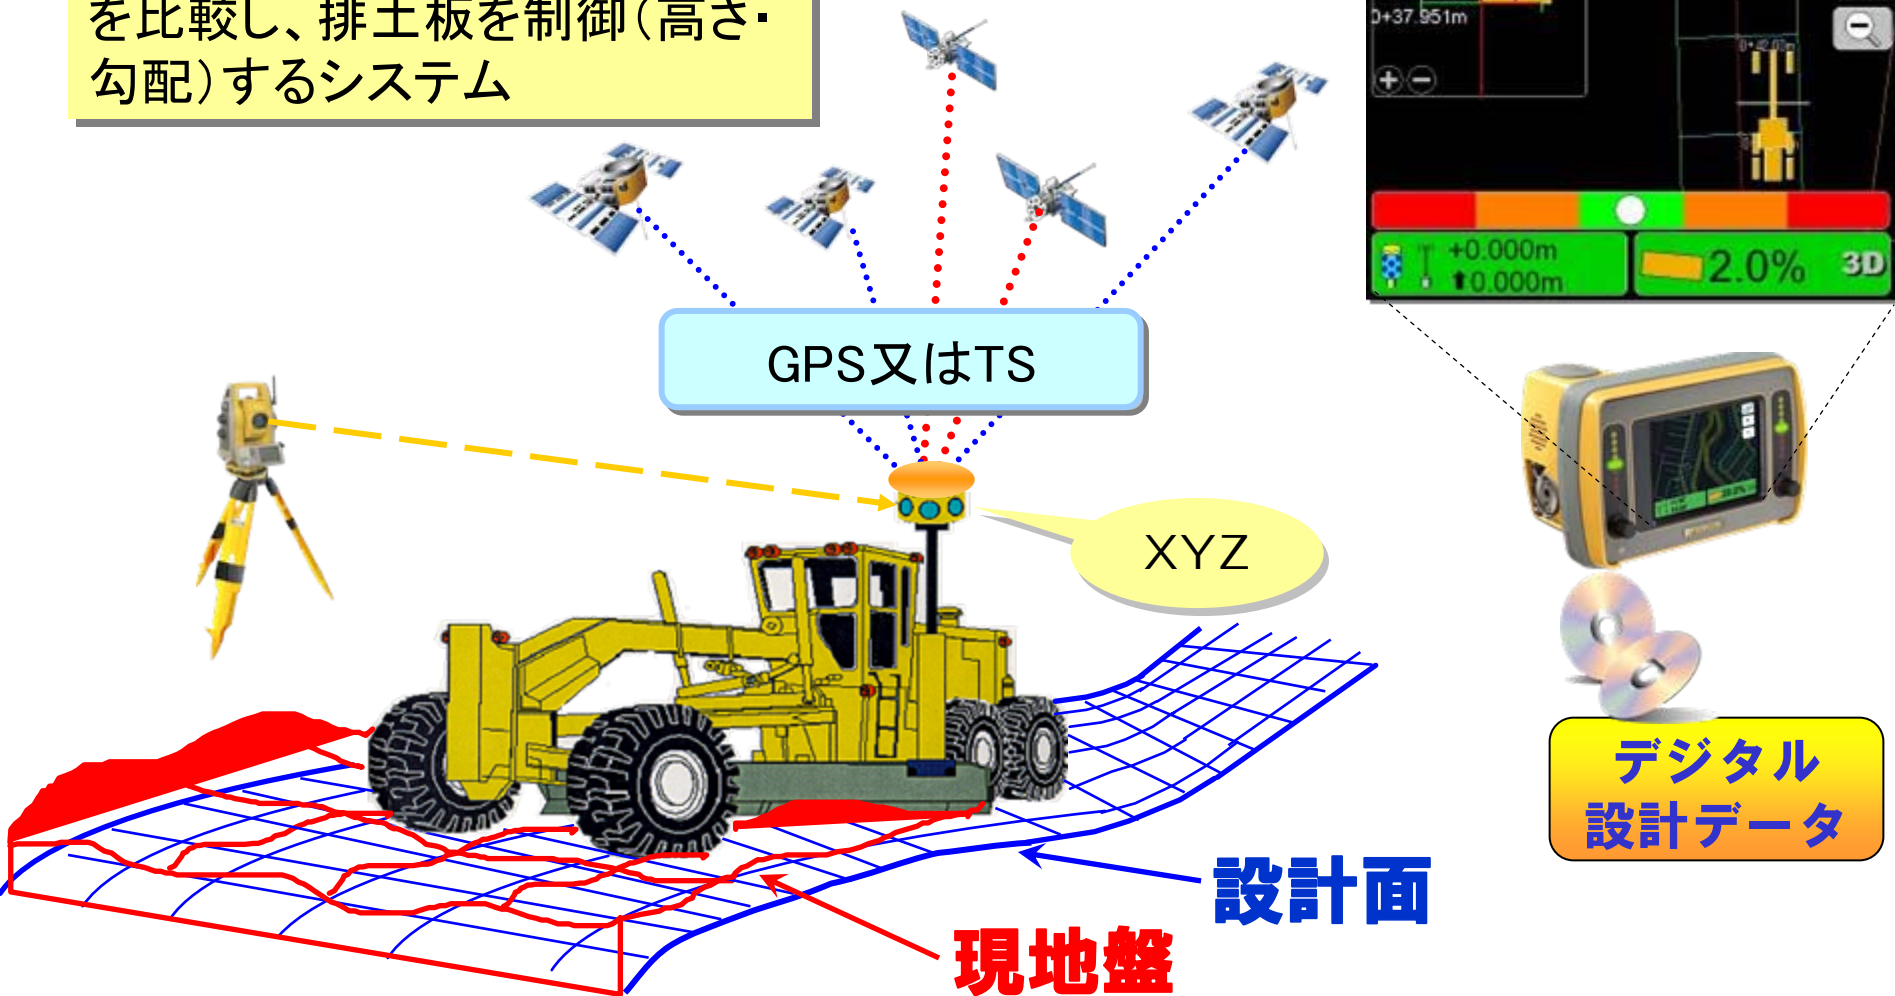 を比較し、排土板を制御（高さ・
勾配）するシステム
0+37.951m
+0.000m
⬆0.000m
2.0%
3D
GPS又はTS
XYZ
デジタル
設計データ
設計面
現地盤